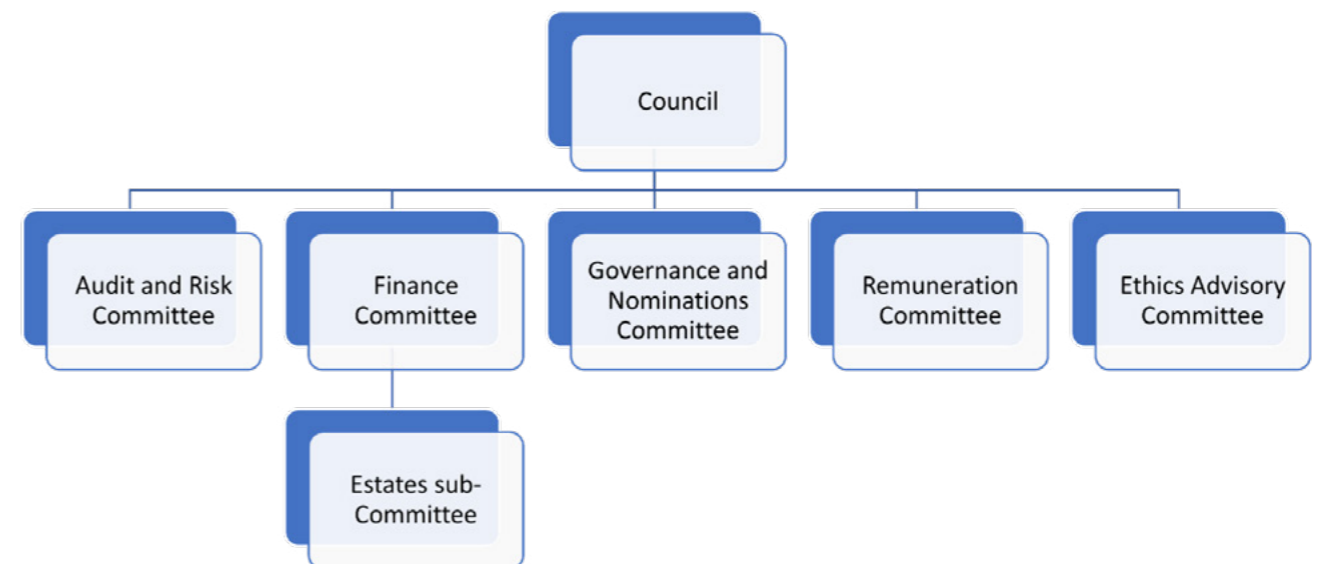 Council
Audit and Risk
Committee
Finance
Committee
Governance and
Nominations
Committee
Remuneration
Committee
Ethics Advisory
Committee
Estates sub-
Committee